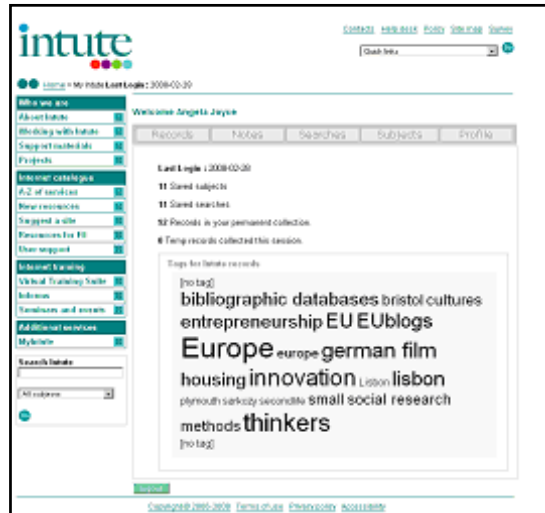 intute
Contacts Help desk Policy Site map Survey
Quick links
Home > My Intute Last Login : 2008-02-28
Who we are
About Intute
Working with Intute
Support materials
Projects
Internet catalogue
A-Z of services
New resources
Suggest a site
Resources for FE
User support
Internet training
Virtual Training Suite
Informs
Seminars and events
Additional services
MyIntute
Search Intute
All subjects
Welcome Angela Joyce
Records Notes Searches Subjects Profile
Last Login : 2008-02-28
11 Saved subjects
11 Saved searches
52 Records in your permanent collection.
0 Temp records collected this session.
Tags for Intute records
[no tag]
bibliographic databases bristol cultures
entrepreneurship EU EUblogs
Europe europe german film
housing innovation Lisbon lisbon
plymouth sarkozy secondlife small social research
methods thinkers
[no tag]
Logout
Copyright© 2006-2008 Terms of use Privacy policy Accessibility